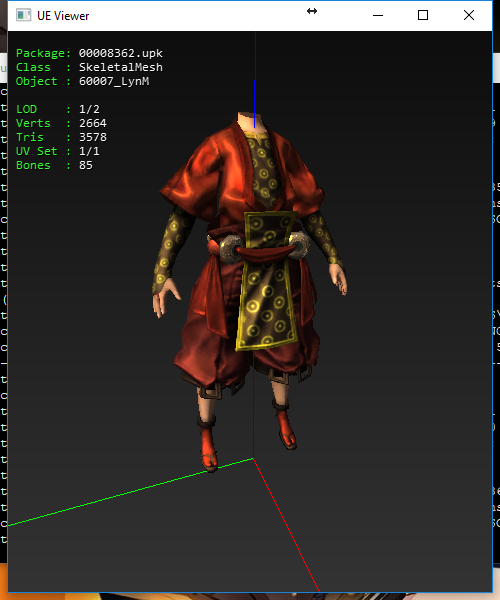 UE Viewer
Package: 00008362.upk
Class : SkeletalMesh
Object : 60007_LynM
LOD : 1/2
Verts : 2664
Tris : 3578
UV Set : 1/1
Bones : 85